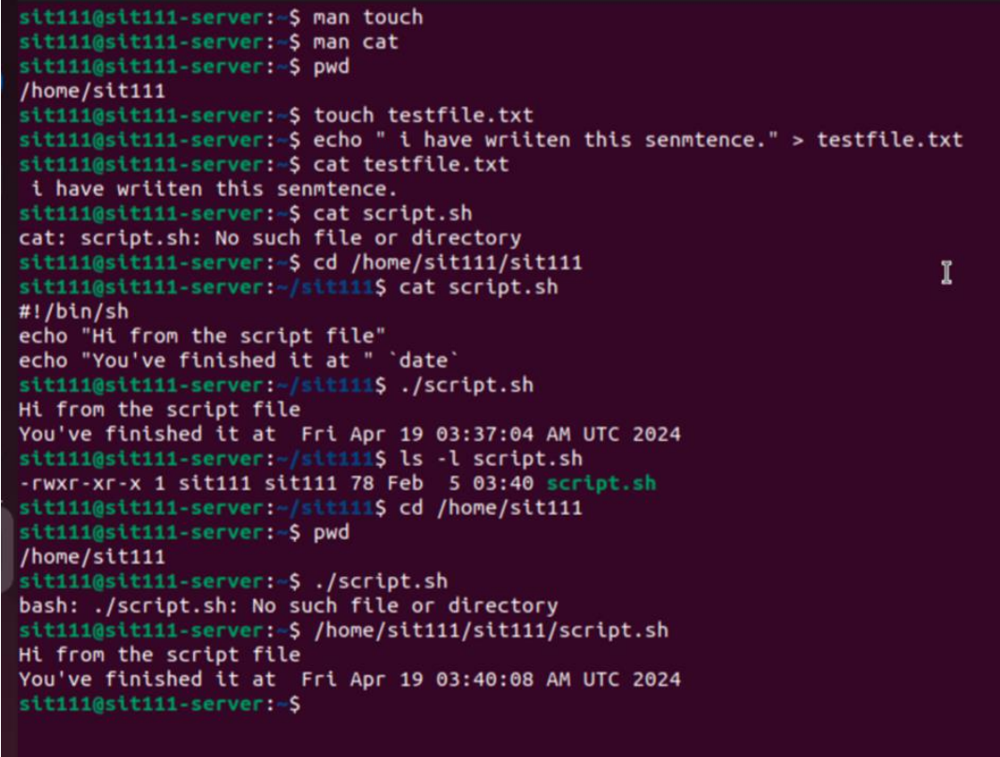 sit111@sit111-server:~$ man touch
sit111@sit111-server:~$ man cat
sit111@sit111-server:~$ pwd
/home/sit111
sit111@sit111-server:~$ touch testfile.txt
sit111@sit111-server:~$ echo " i have wriiten this senmtence." > testfile.txt
sit111@sit111-server:~$ cat testfile.txt
 i have wriiten this senmtence.
sit111@sit111-server:~$ cat script.sh
cat: script.sh: No such file or directory
sit111@sit111-server:~$ cd /home/sit111/sit111
sit111@sit111-server:~/sit111$ cat script.sh
#!/bin/sh
echo "Hi from the script file"
echo "You've finished it at " `date`
sit111@sit111-server:~/sit111$ ./script.sh
Hi from the script file
You've finished it at  Fri Apr 19 03:37:04 AM UTC 2024
sit111@sit111-server:~/sit111$ ls -l script.sh
-rwxr-xr-x 1 sit111 sit111 78 Feb  5 03:40 script.sh
sit111@sit111-server:~/sit111$ cd /home/sit111
sit111@sit111-server:~$ pwd
/home/sit111
sit111@sit111-server:~$ ./script.sh
bash: ./script.sh: No such file or directory
sit111@sit111-server:~$ /home/sit111/sit111/script.sh
Hi from the script file
You've finished it at  Fri Apr 19 03:40:08 AM UTC 2024
sit111@sit111-server:~$